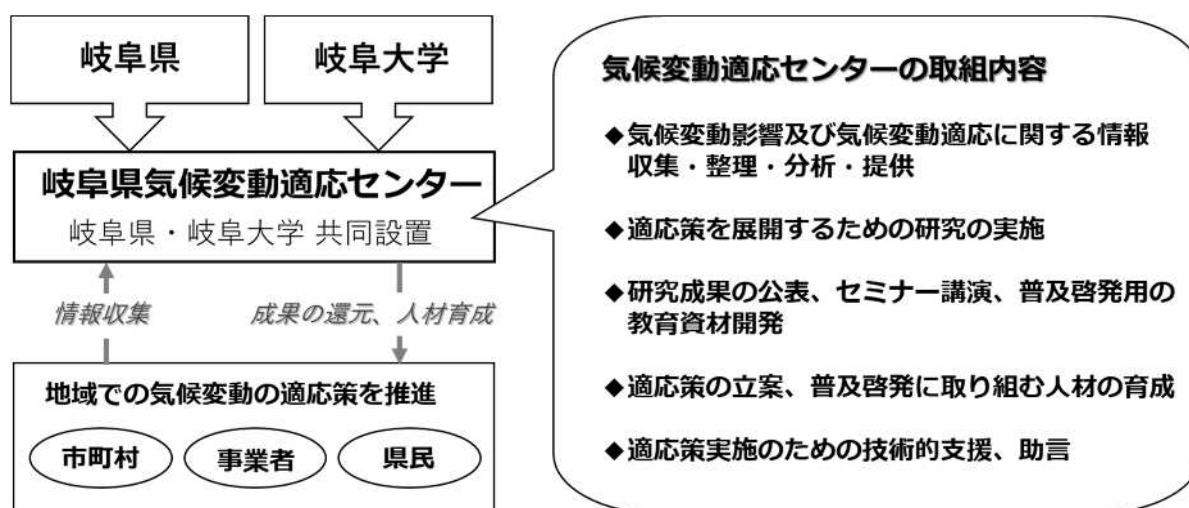 岐阜県
岐阜大学
岐阜県気候変動適応センター
岐阜県・岐阜大学 共同設置
情報収集
成果の還元、人材育成
地域での気候変動の適応策を推進
市町村
事業者
県民
気候変動適応センターの取組内容
◆気候変動影響及び気候変動適応に関する情報
収集・整理・分析・提供
◆適応策を展開するための研究の実施
◆研究成果の公表、セミナー講演、普及啓発用の
教育資材開発
◆適応策の立案、普及啓発に取り組む人材の育成
◆適応策実施のための技術的支援、助言